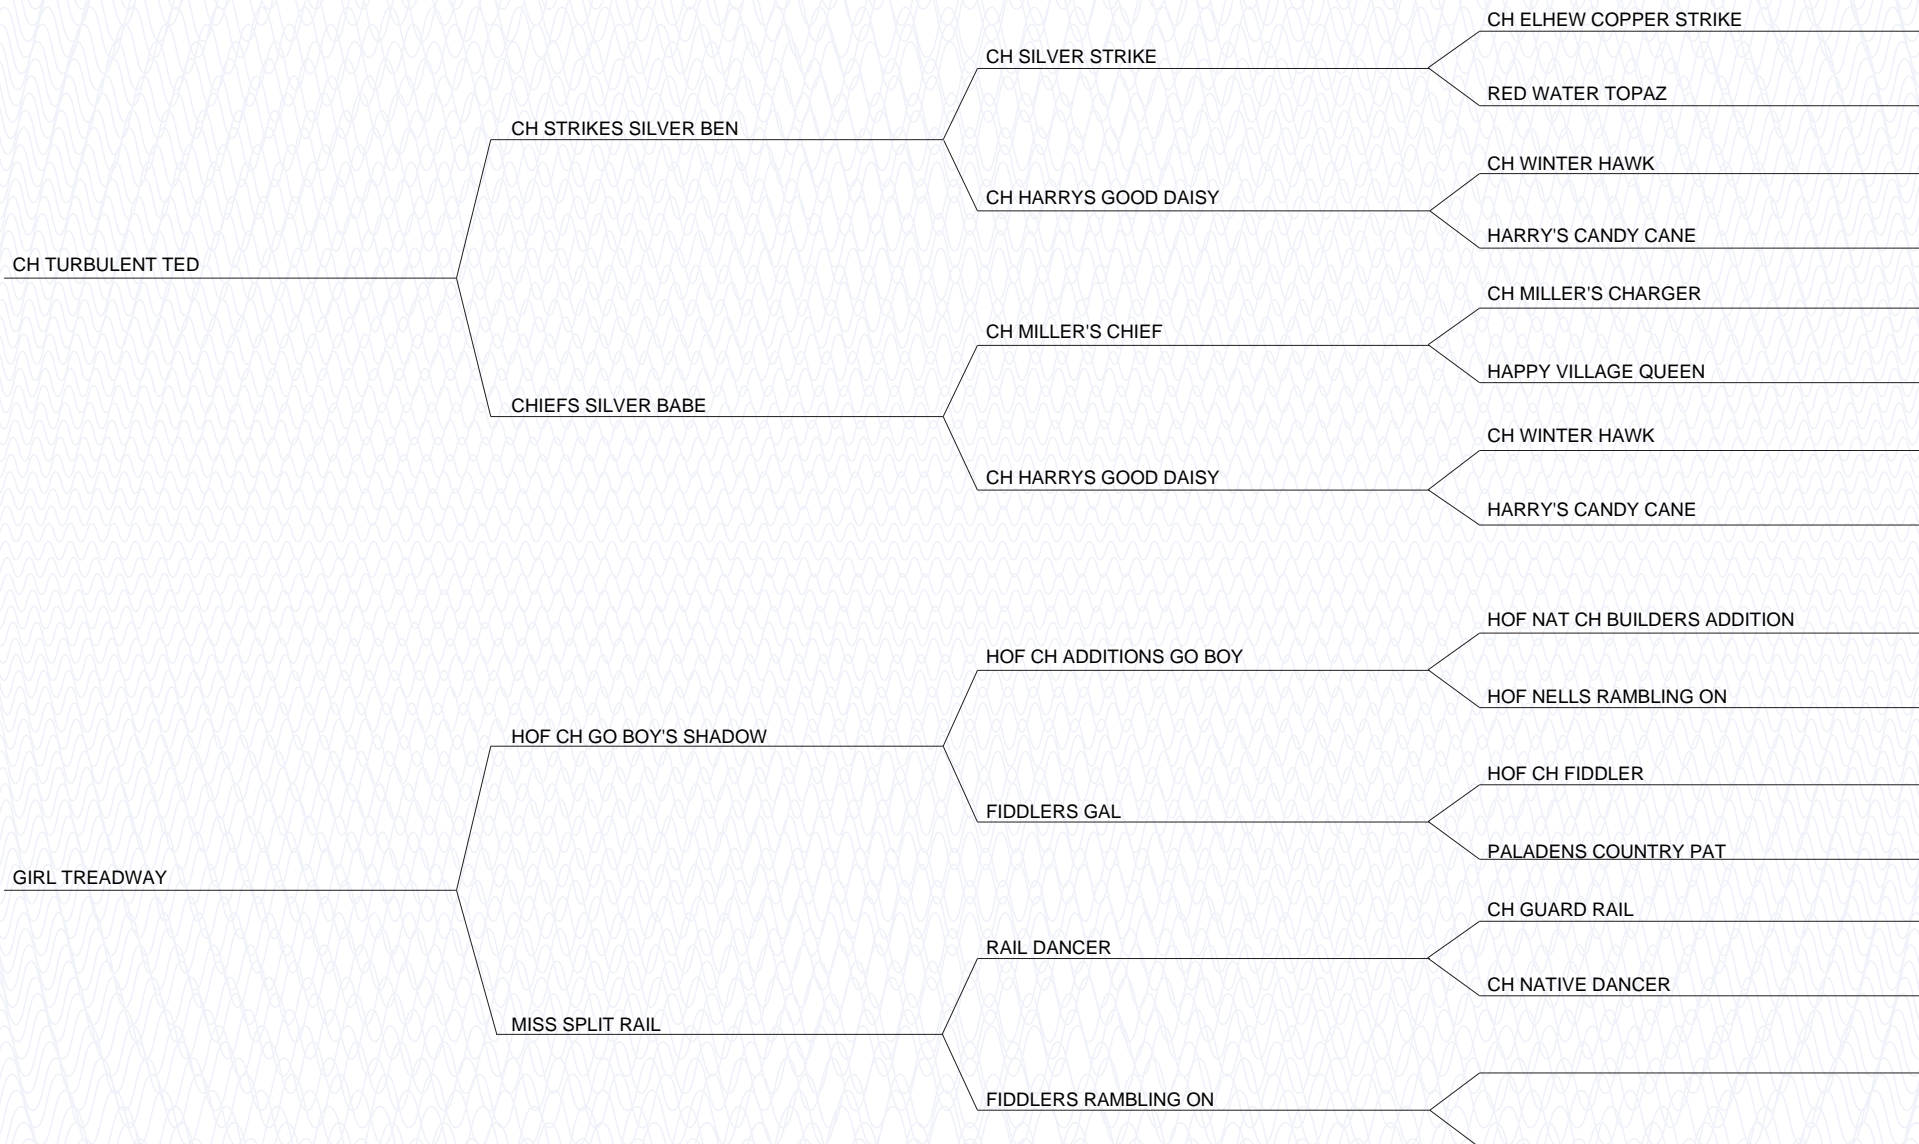 CH ELHEW COPPER STRIKE
CH SILVER STRIKE
RED WATER TOPAZ
CH STRIKES SILVER BEN
CH WINTER HAWK
CH HARRYS GOOD DAISY
HARRY'S CANDY CANE
CH TURBULENT TED
CH MILLER'S CHARGER
CH MILLER'S CHIEF
HAPPY VILLAGE QUEEN
CHIEFS SILVER BABE
CH WINTER HAWK
CH HARRYS GOOD DAISY
HARRY'S CANDY CANE
HOF NAT CH BUILDERS ADDITION
HOF CH ADDITIONS GO BOY
HOF NELLS RAMBLING ON
HOF CH GO BOY'S SHADOW
HOF CH FIDDLER
FIDDLERS GAL
PALADENS COUNTRY PAT
GIRL TREADWAY
CH GUARD RAIL
RAIL DANCER
CH NATIVE DANCER
MISS SPLIT RAIL
FIDDLERS RAMBLING ON